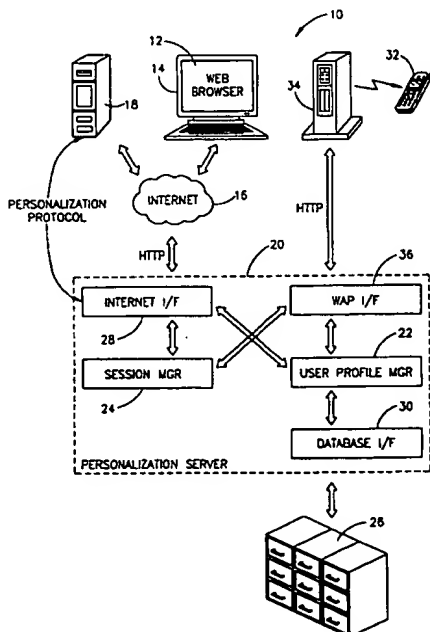 10
12
14
WEB
BROWSER
34
32
18
INTERNET
16
PERSONALIZATION
PROTOCOL
HTTP
HTTP
20
36
INTERNET I/F
WAP I/F
28
22
SESSION MGR
USER PROFILE MGR
24
30
DATABASE I/F
PERSONALIZATION SERVER
26